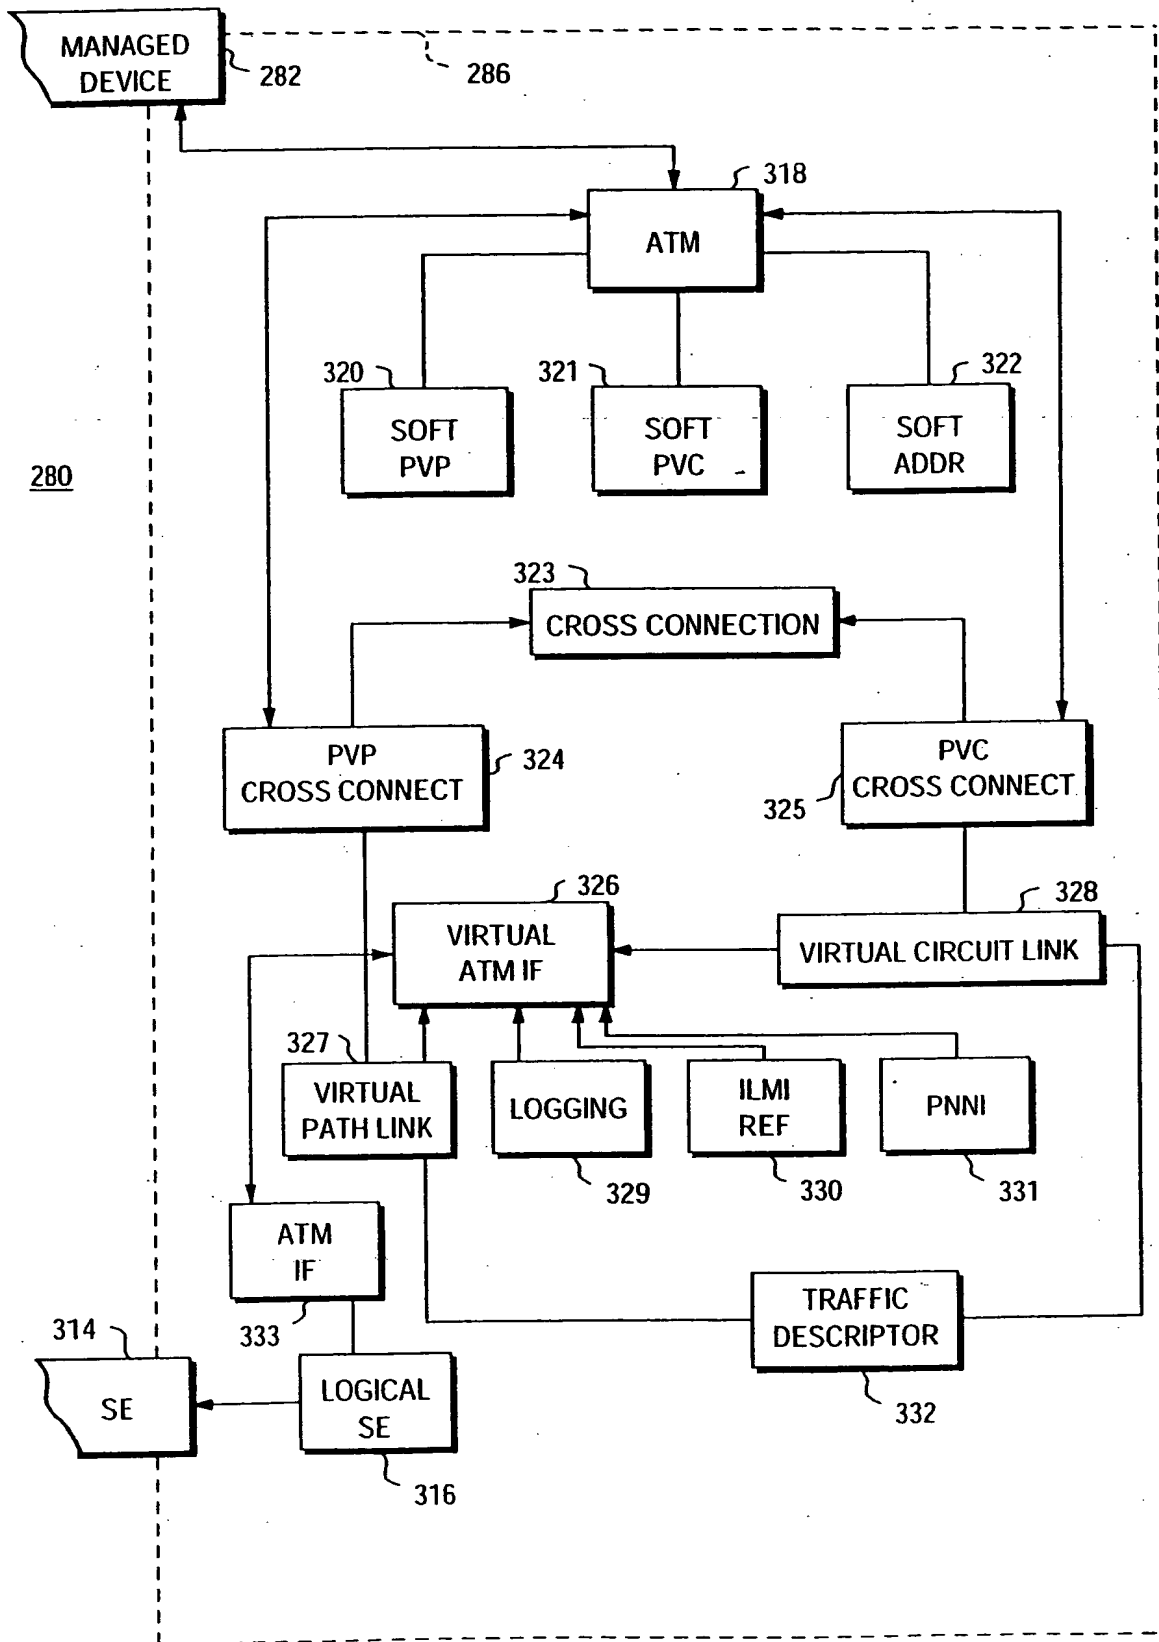 MANAGED
DEVICE
282
286
318
ATM
320
SOFT
PVP
321
SOFT
PVC
322
SOFT
ADDR
280
323
CROSS CONNECTION
PVP
CROSS CONNECT
324
PVC
CROSS CONNECT
325
326
VIRTUAL
ATM IF
328
VIRTUAL CIRCUIT LINK
327
VIRTUAL
PATH LINK
LOGGING
329
ILMI
REF
330
PNNI
331
ATM
IF
333
TRAFFIC
DESCRIPTOR
332
314
SE
LOGICAL
SE
316